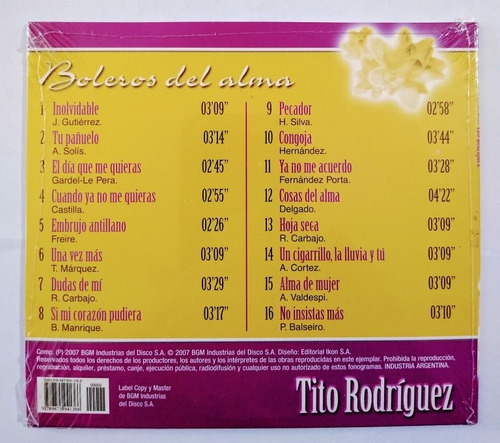 Boleros del alma
1 Inolvidable 03'09"
J. Gutiérrez.
2 Tu pañuelo 03'14"
A. Solís.
3 El día que me quieras 02'45"
Gardel-Le Pera.
4 Cuando ya no me quieras 02'55"
Castilla.
5 Embrujo antillano 02'26"
Freire.
6 Una vez más 03'09"
T. Márquez.
7 Dudas de mí 03'29"
R. Carbajo.
8 Si mi corazón pudiera 03'17"
B. Manrique.
9 Pecador 02'58"
H. Silva.
10 Congoja 03'44"
Hernández.
11 Ya no me acuerdo 03'28"
Fernández Porta.
12 Cosas del alma 04'22"
Delgado.
13 Hoja seca 03'09"
R. Carbajo.
14 Un cigarrillo, la lluvia y tú 03'09"
A. Cortez.
15 Alma de mujer 03'09"
A. Valdespi.
16 No insistas más 03'10"
P. Balseiro.
Comp. (P) 2007 BGM Industrias del Disco S.A. © 2007 BGM Industrias del Disco S.A. Diseño: Editorial Ikon S.A.
Reservados todos los derechos de los productores, los autores y los intérpretes de las obras reproducidas en este ejemplar. Prohibida la reproducción,
regrabación, alquiler, préstamo, canje, ejecución pública, radiodifusión y cualquier uso no autorizado de estos fonogramas. INDUSTRIA ARGENTINA.
Label Copy y Master
de BGM Industrias
del Disco S.A.
Tito Rodríguez